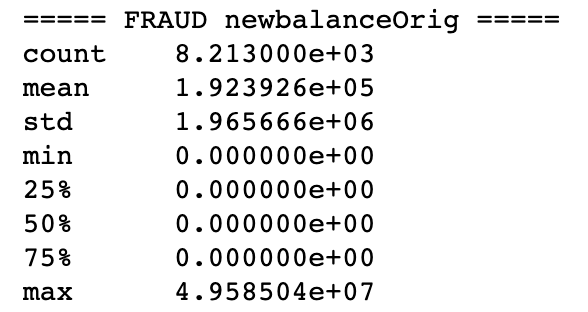 ===== FRAUD newbalanceOrig =====
count 8.213000e+03
mean 1.923926e+05
std 1.965666e+06
min 0.000000e+00
25% 0.000000e+00
50% 0.000000e+00
75% 0.000000e+00
max 4.958504e+07